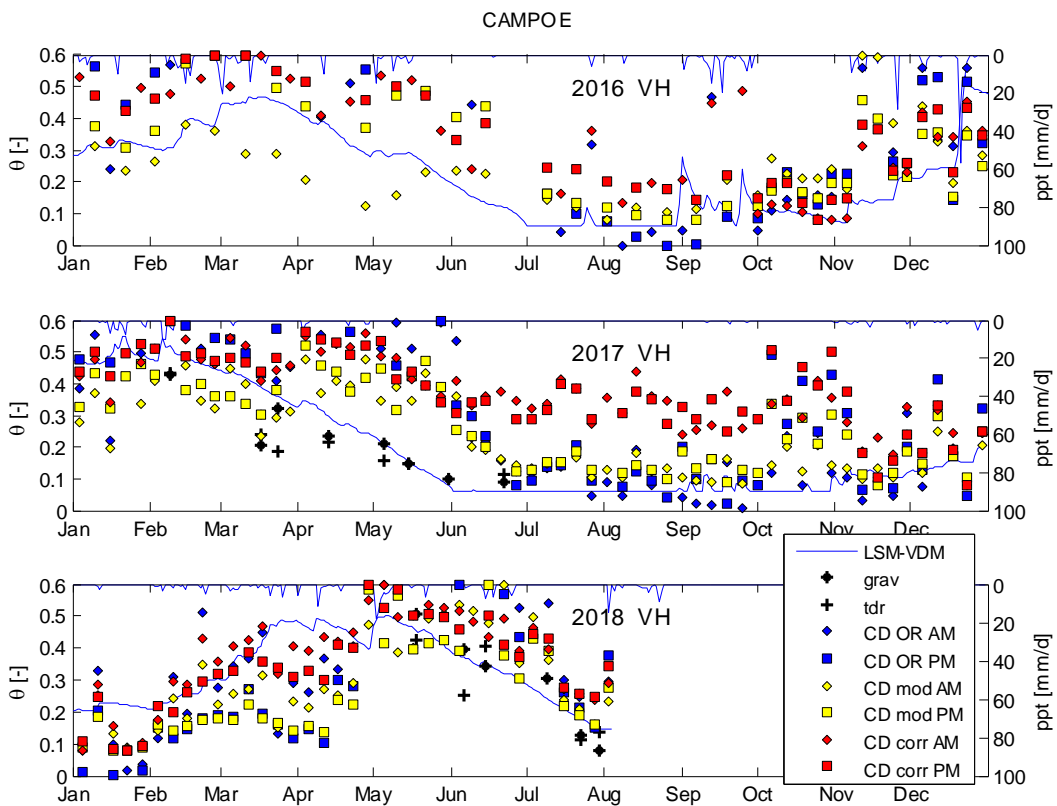 CAMPOE
0.6
0.5
0.4
0.3
0.2
0.1
0
θ [-]
2016 VH
0
20
40
60
80
100
ppt [mm/d]
Jan Feb Mar Apr May Jun Jul Aug Sep Oct Nov Dec
0.6
0.5
0.4
0.3
0.2
0.1
0
θ [-]
2017 VH
0
20
40
60
80
100
ppt [mm/d]
Jan Feb Mar Apr May Jun Jul Aug Sep Oct Nov Dec
0.6
0.5
0.4
0.3
0.2
0.1
0
θ [-]
2018 VH
0
20
40
60
80
100
ppt [mm/d]
Jan Feb Mar Apr May Jun Jul Aug Sep
LSM-VDM
grav
tdr
CD OR AM
CD OR PM
CD mod AM
CD mod PM
CD corr AM
CD corr PM